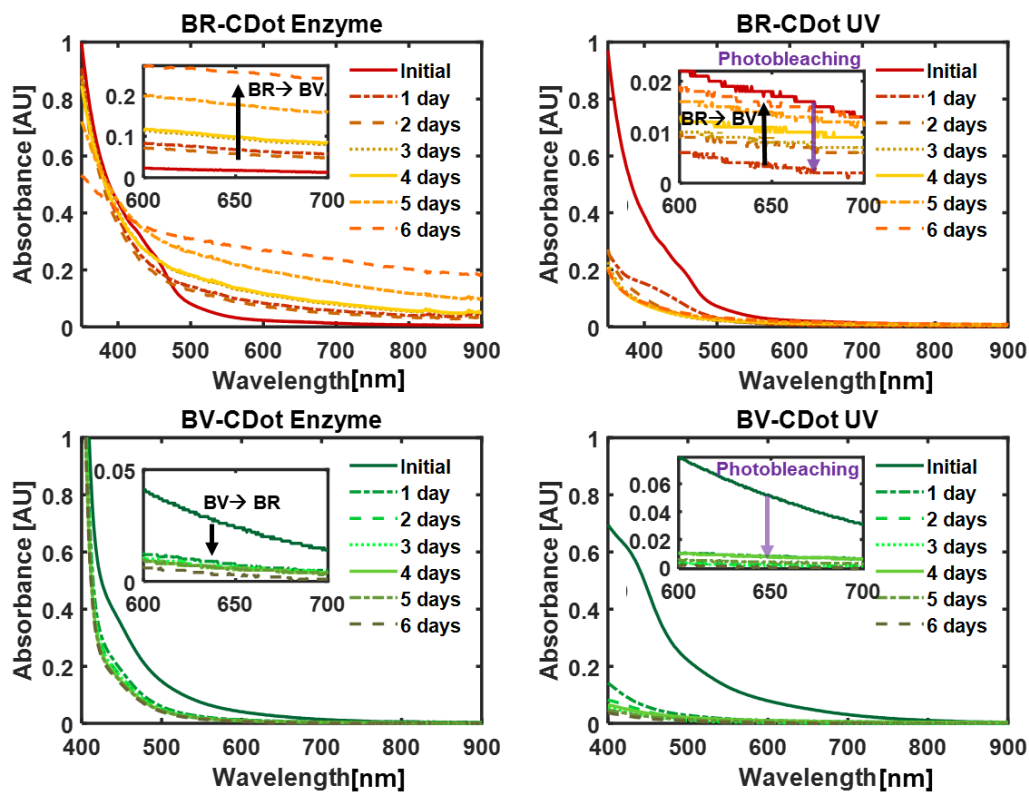 BR-CDot Enzyme
Absorbance [AU]
1
0.8
0.6
0.4
0.2
0
400 500 600 700 800 900
Wavelength[nm]
0.2
0.1
0
600 650 700
BR→ BV
Initial
1 day
2 days
3 days
4 days
5 days
6 days
BR-CDot UV
Absorbance [AU]
1
0.8
0.6
0.4
0.2
0
400 500 600 700 800 900
Wavelength[nm]
Photobleaching
0.02
0.01
0
600 650 700
BR→ BV
Initial
1 day
2 days
3 days
4 days
5 days
6 days
BV-CDot Enzyme
Absorbance [AU]
1
0.8
0.6
0.4
0.2
0
400 500 600 700 800 900
Wavelength[nm]
0.05
0
600 650 700
BV→ BR
Initial
1 day
2 days
3 days
4 days
5 days
6 days
BV-CDot UV
Absorbance [AU]
1
0.8
0.6
0.4
0.2
0
400 500 600 700 800 900
Wavelength[nm]
Photobleaching
0.06
0.04
0.02
0
600 650 700
Initial
1 day
2 days
3 days
4 days
5 days
6 days